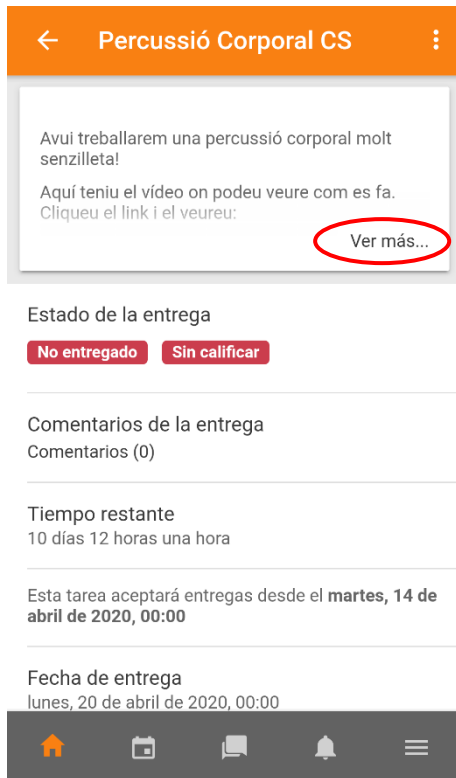 Percussió Corporal CS
Avui treballarem una percussió corporal molt
senzilleta!
Aquí teniu el vídeo on podeu veure com es fa.
Cliqueu el link i el veureu:
Ver más...
Estado de la entrega
No entregado Sin calificar
Comentarios de la entrega
Comentarios (0)
Tiempo restante
10 días 12 horas una hora
Esta tarea aceptará entregas desde el martes, 14 de
abril de 2020, 00:00
Fecha de entrega
lunes, 20 de abril de 2020, 00:00